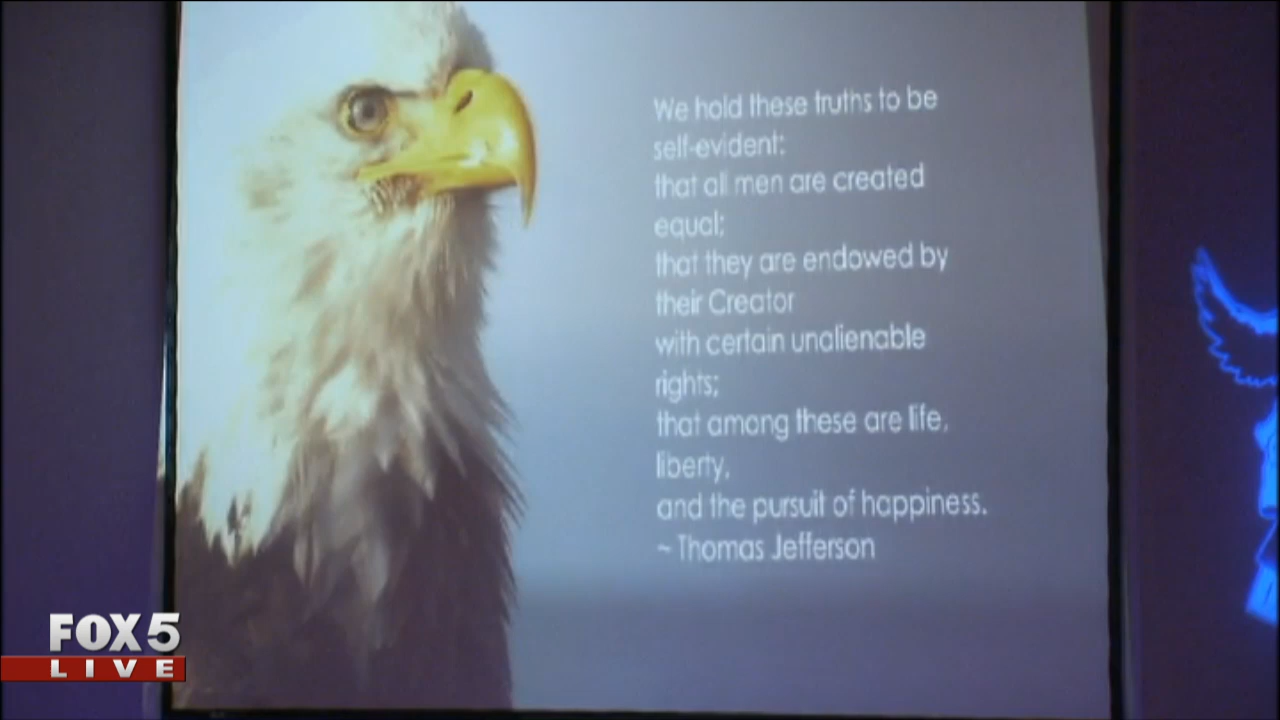 We hold these truths to be
self-evident:
that all men are created
equal;
that they are endowed by
their Creator
with certain unalienable
rights;
that among these are life,
liberty,
and the pursuit of happiness.
~ Thomas Jefferson
FOX 5
LIVE